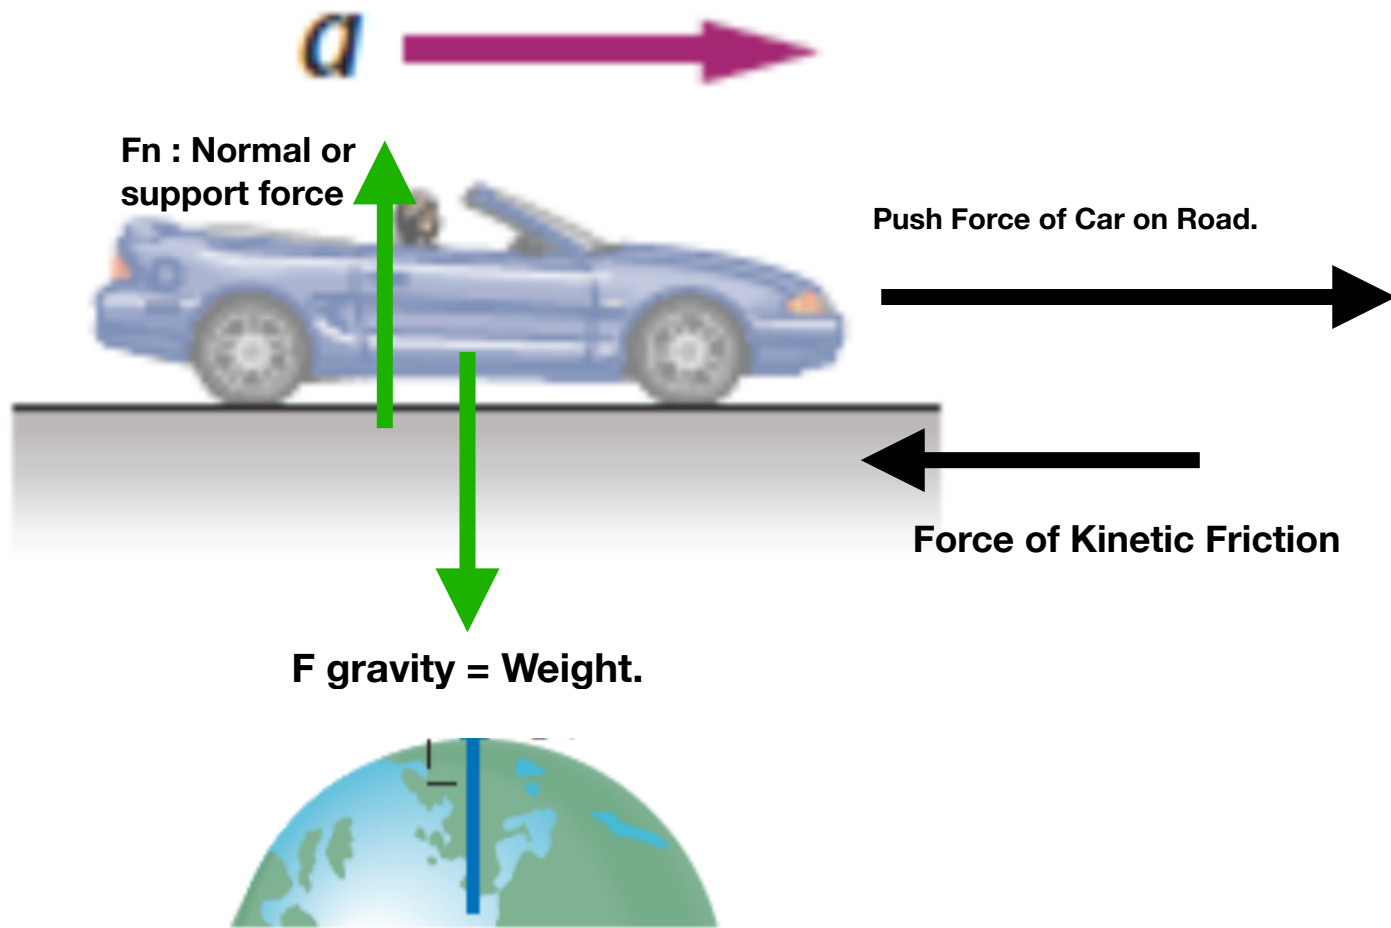 a
Fn : Normal or
support force
Push Force of Car on Road.
Force of Kinetic Friction
F gravity = Weight.